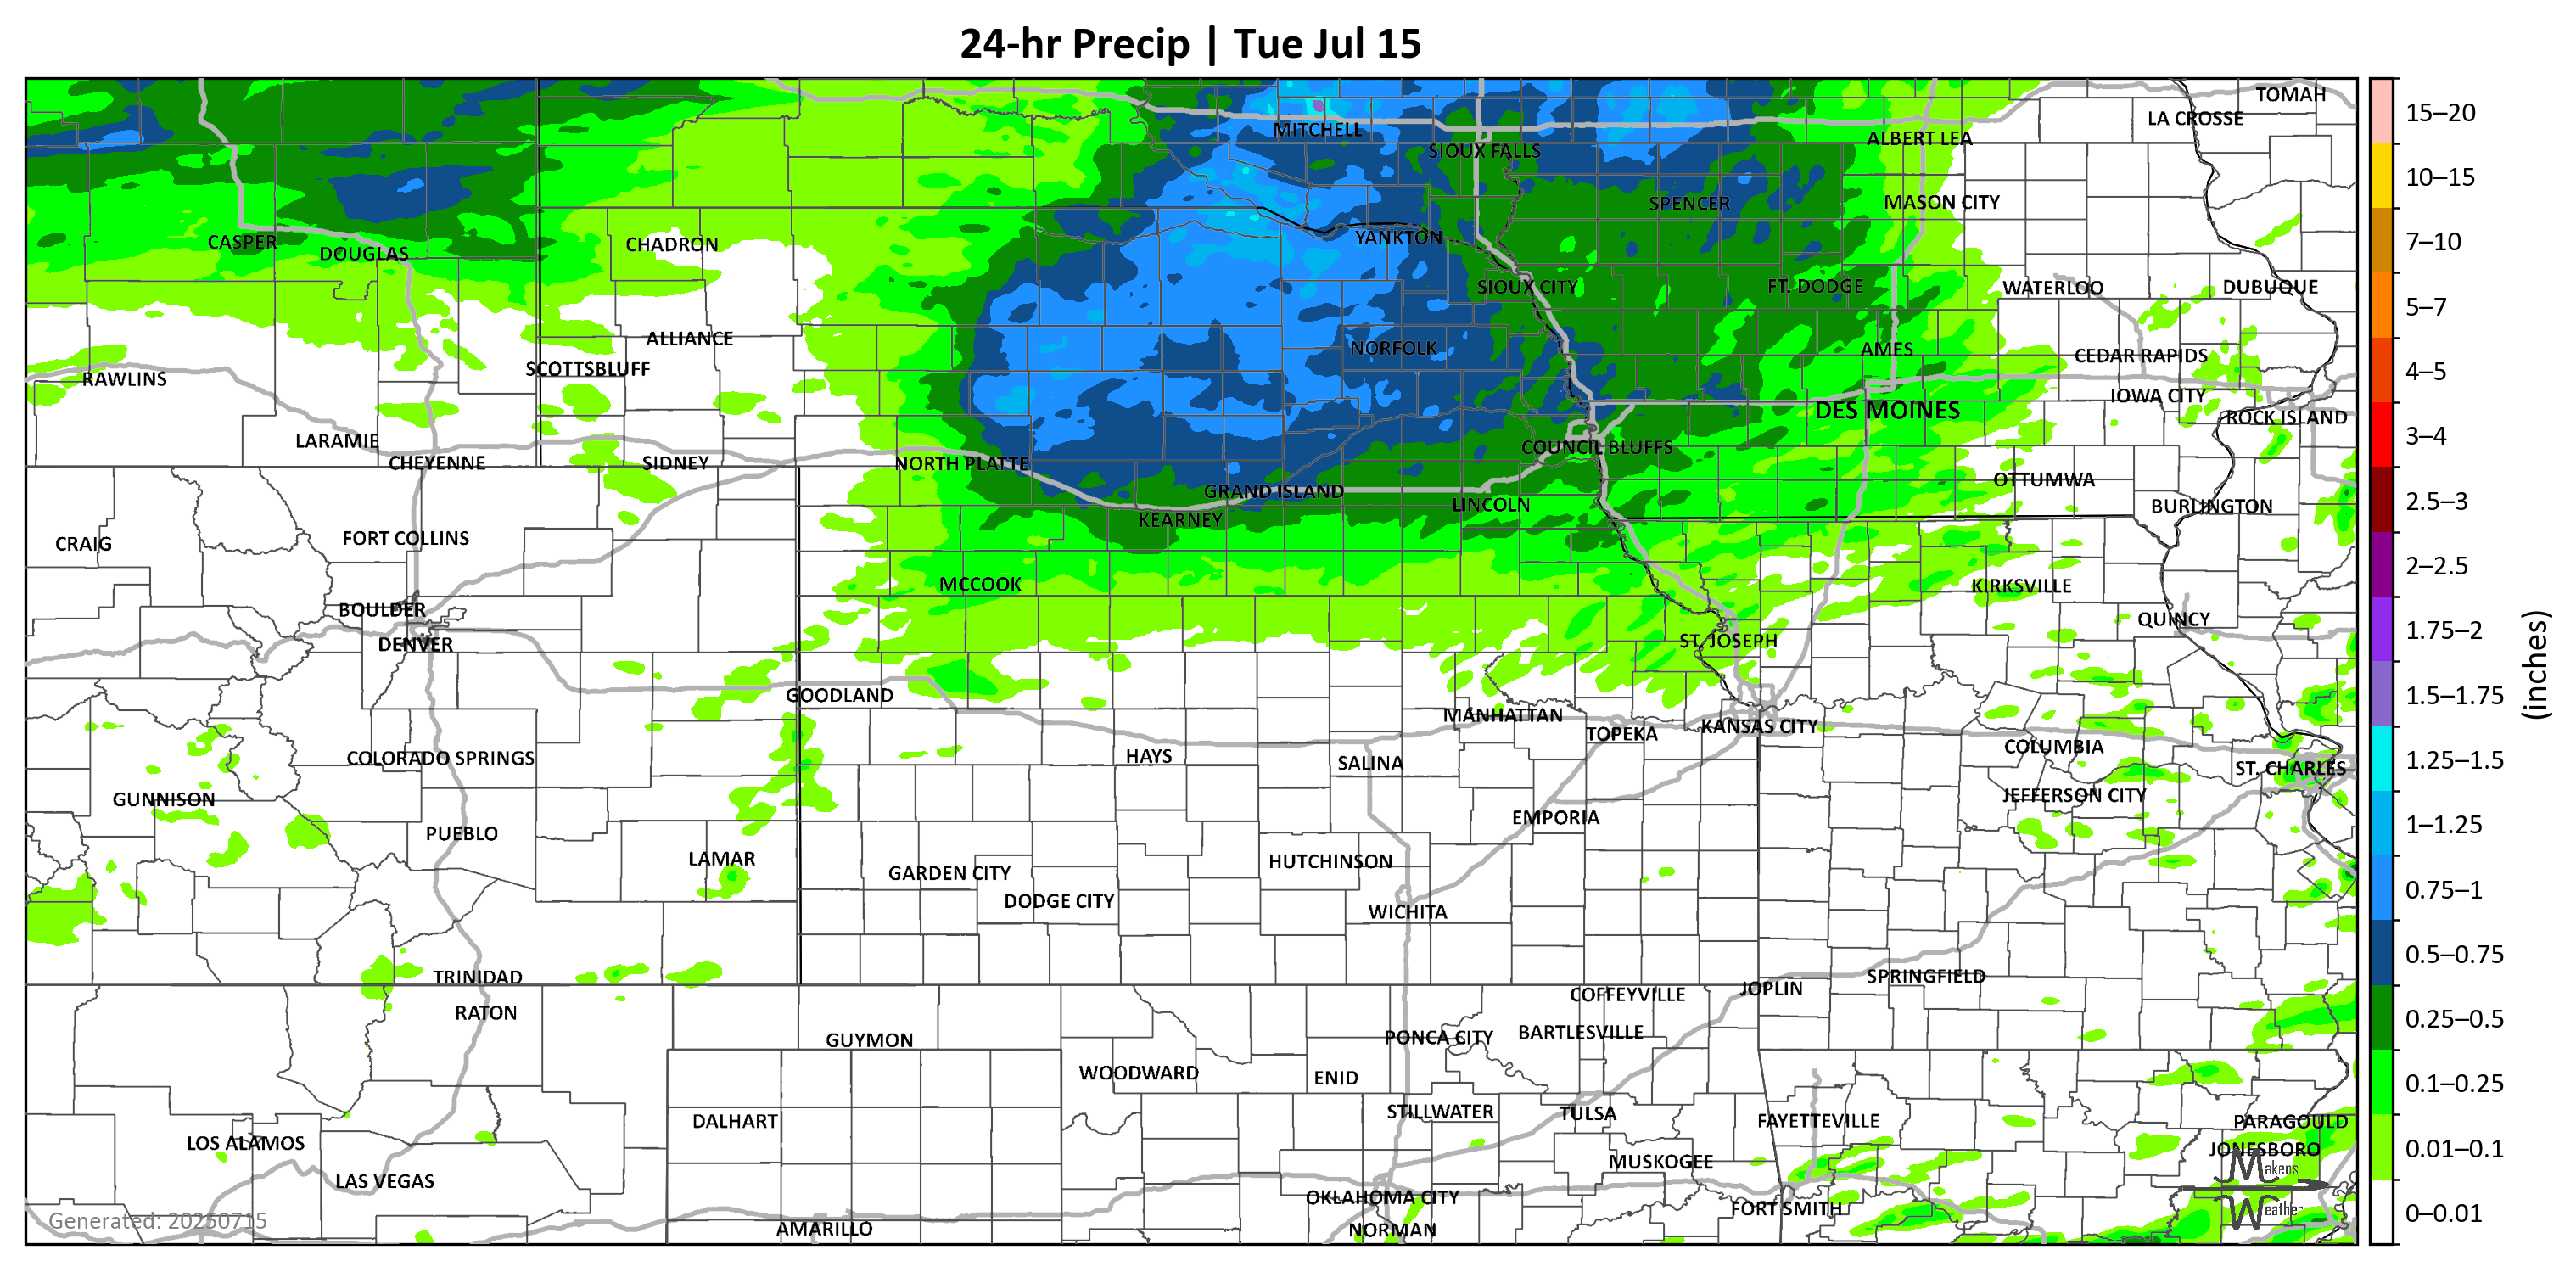 24-hr Precip | Tue Jul 15
TOMAH
LA CROSSE
MITCHELL
ALBERT LEA
SIOUX FALLS
SPENCER
MASON CITY
YANKTON
CASPER
DOUGLAS
CHADRON
SIOUX CITY
FT. DODGE
WATERLOO
DUBUQUE
ALLIANCE
NORFOLK
AMES
CEDAR RAPIDS
SCOTTSBLUFF
RAWLINS
IOWA CITY
DES MOINES
ROCK ISLAND
LARAMIE
COUNCIL BLUFFS
CHEYENNE
SIDNEY
NORTH PLATTE
OTTUMWA
GRAND ISLAND
LINCOLN
BURLINGTON
KEARNEY
FORT COLLINS
CRAIG
MCCOOK
KIRKSVILLE
BOULDER
QUINCY
DENVER
ST. JOSEPH
GOODLAND
MANHATTAN
KANSAS CITY
TOPEKA
COLUMBIA
COLORADO SPRINGS
HAYS
SALINA
ST. CHARLES
GUNNISON
JEFFERSON CITY
EMPORIA
PUEBLO
LAMAR
HUTCHINSON
GARDEN CITY
DODGE CITY
WICHITA
TRINIDAD
SPRINGFIELD
JOPLIN
COFFEYVILLE
RATON
BARTLESVILLE
PONCA CITY
GUYMON
WOODWARD
ENID
STILLWATER
TULSA
DALHART
FAYETTEVILLE
PARAGOULD
LOS ALAMOS
JONESBORO
MUSKOGEE
Makens
LAS VEGAS
OKLAHOMA CITY
FORT SMITH
Weather
Generated: 20250715
AMARILLO
NORMAN
15–20
10–15
7–10
5–7
4–5
3–4
2.5–3
2–2.5
1.75–2
1.5–1.75
1.25–1.5
1–1.25
0.75–1
0.5–0.75
0.25–0.5
0.1–0.25
0.01–0.1
0–0.01
(inches)